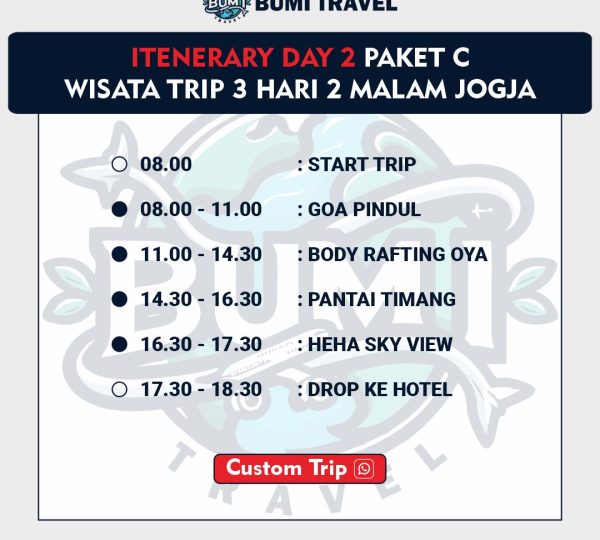 BUMI TRAVEL
BUMI TRAVEL
ITENERARY DAY 2 PAKET C
WISATA TRIP 3 HARI 2 MALAM JOGJA
08.00 : START TRIP
08.00 - 11.00 : GOA PINDUL
11.00 - 14.30 : BODY RAFTING OYA
14.30 - 16.30 : PANTAI TIMANG
16.30 - 17.30 : HEHA SKY VIEW
17.30 - 18.30 : DROP KE HOTEL
BUMI
TRAVEL
Custom Trip